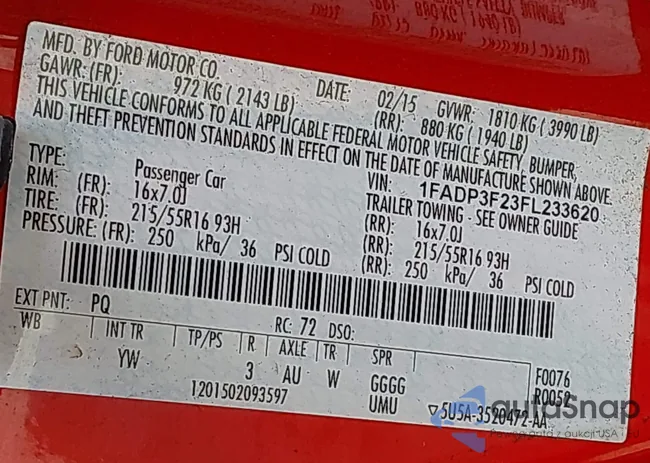 MFD. BY FORD MOTOR CO.
DATE: 02/15 GVWR: 1810 KG ( 3990 LB)
GAWR: (FR): 972 KG ( 2143 LB) (RR): 880 KG ( 1940 LB)
THIS VEHICLE CONFORMS TO ALL APPLICABLE FEDERAL MOTOR VEHICLE SAFETY, BUMPER,
AND THEFT PREVENTION STANDARDS IN EFFECT ON THE DATE OF MANUFACTURE SHOWN ABOVE.
TYPE: Passenger Car VIN: 1FADP3F23FL233620
TRAILER TOWING - SEE OWNER GUIDE
RIM: (FR): 16x7.0J (RR): 16x7.0J
TIRE: (FR): 215/55R16 93H (RR): 215/55R16 93H
PRESSURE: (FR): 250 kPa/ 36 PSI COLD (RR): 250 kPa/ 36 PSI COLD
EXT PNT: PQ RC: 72 DSO:
WB INT TR TP/PS R AXLE TR SPR F0076
YW 3 AU W GGGG R0052
1201502093597 UMU ▽5U5A-3520472-AA
autoSnap